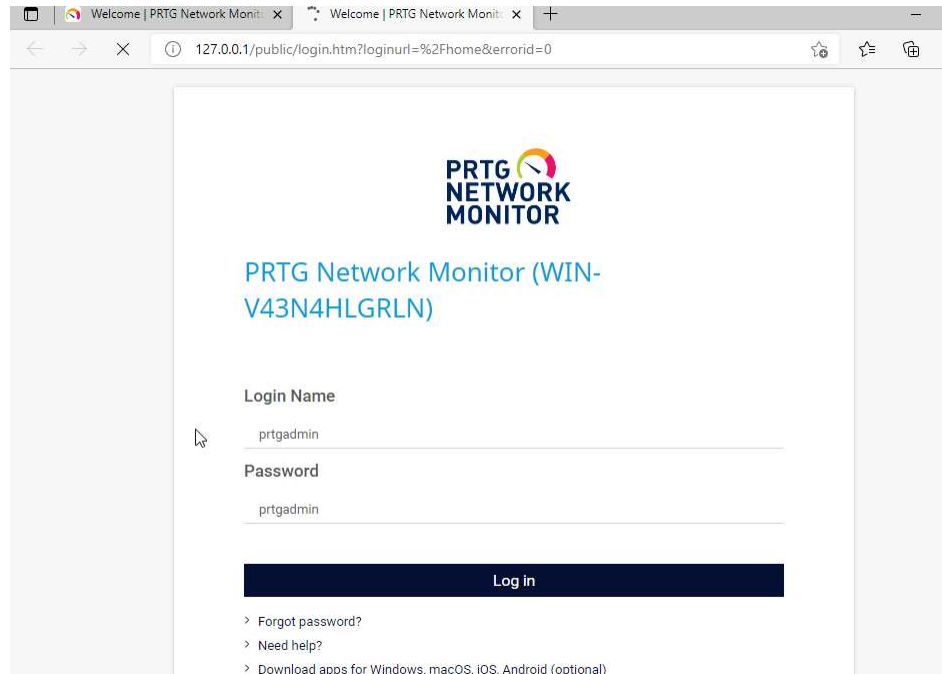 Welcome | PRTG Network Monit
Welcome | PRTG Network Monit
127.0.0.1/public/login.htm?loginurl=%2Fhome&errorid=0
PRTG
NETWORK
MONITOR
PRTG Network Monitor (WIN-
V43N4HLGRLN)
Login Name
prtgadmin
Password
prtgadmin
Log in
Forgot password?
Need help?
Download apps for Windows, macOS, iOS, Android (optional)